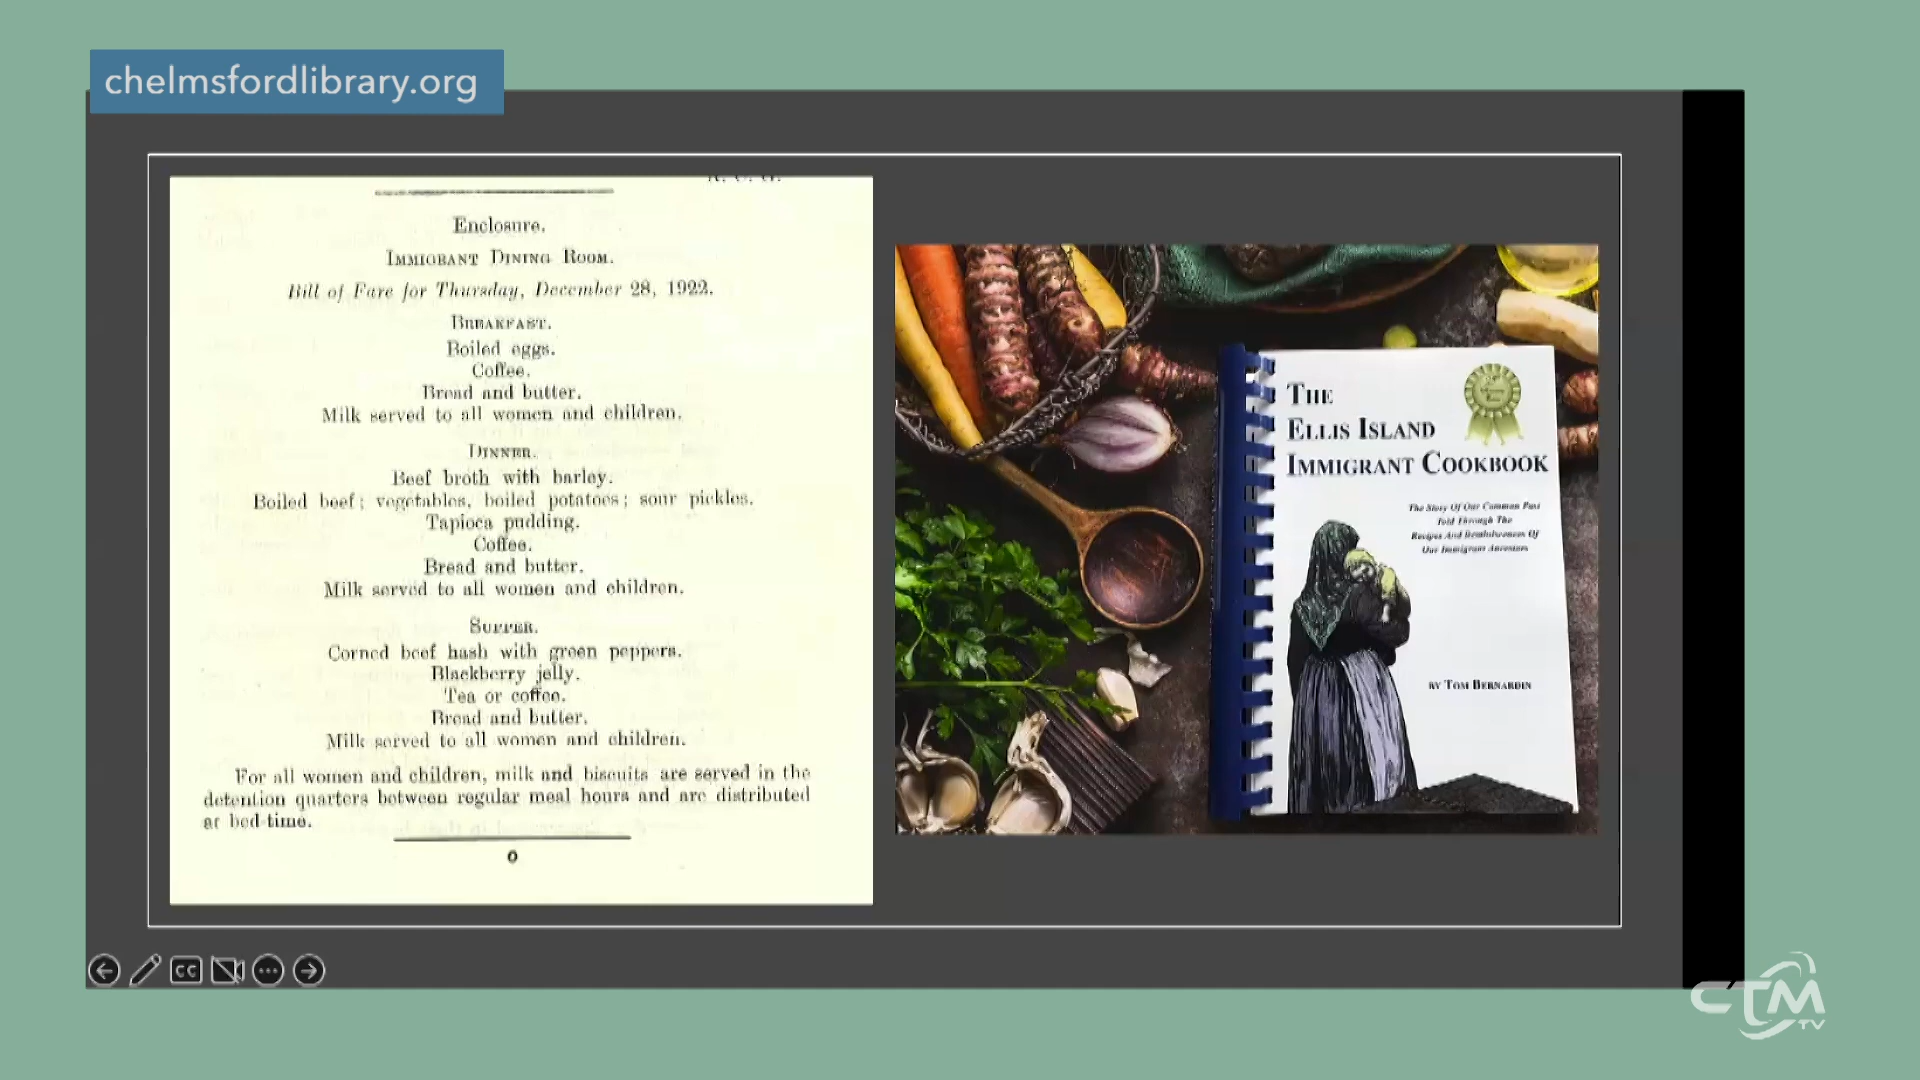 chelmsfordlibrary.org
Enclosure.
IMMIGRANT DINING ROOM.
Bill of Fare for Thursday, December 28, 1922.
BREAKFAST.
Boiled eggs.
Coffee.
Bread and butter.
Milk served to all women and children.
DINNER.
Beef broth with barley.
Boiled beef; vegetables, boiled potatoes; sour pickles.
Tapioca pudding.
Coffee.
Bread and butter.
Milk served to all women and children.
SUPPER.
Corned beef hash with green peppers.
Blackberry jelly.
Tea or coffee.
Bread and butter.
Milk served to all women and children.
For all women and children, milk and biscuits are served in the
detention quarters between regular meal hours and are distributed
at bed-time.
O
THE
ELLIS ISLAND
IMMIGRANT COOKBOOK
The Story Of Our Common Past
Told Through The
Recipes And Reminiscences Of
Our Immigrant Ancestors
BY TOM BERNARDIN
CC
CTM
TV